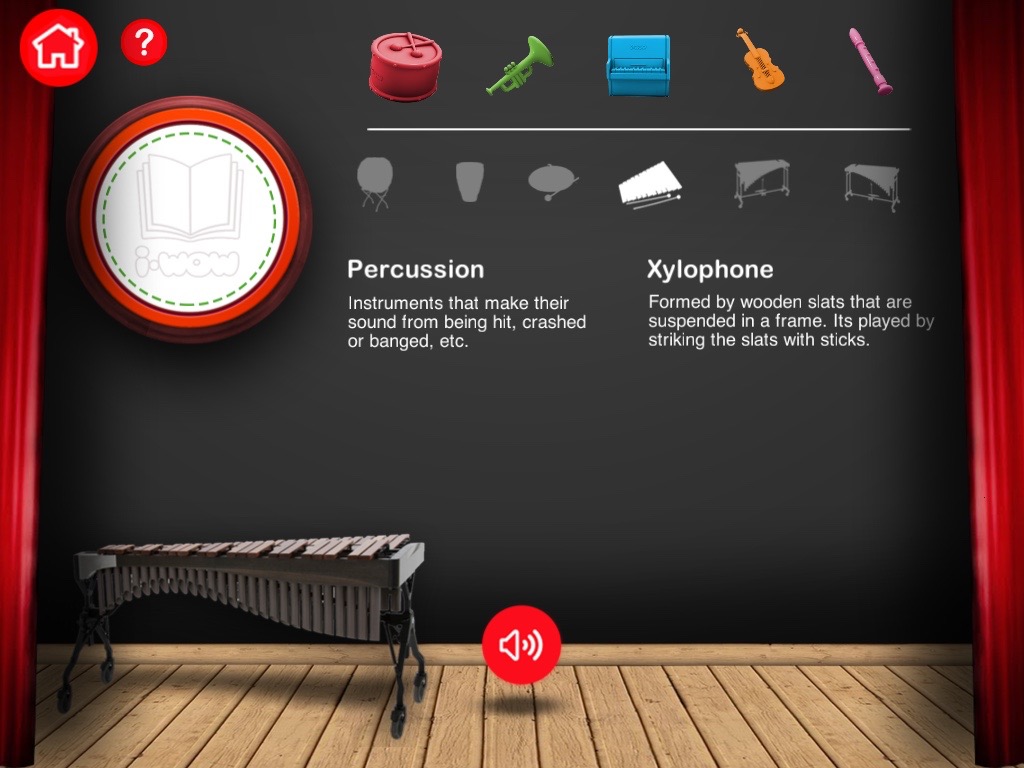 ?
i-wow
Percussion
Instruments that make their
sound from being hit, crashed
or banged, etc.
Xylophone
Formed by wooden slats that are
suspended in a frame. Its played by
striking the slats with sticks.